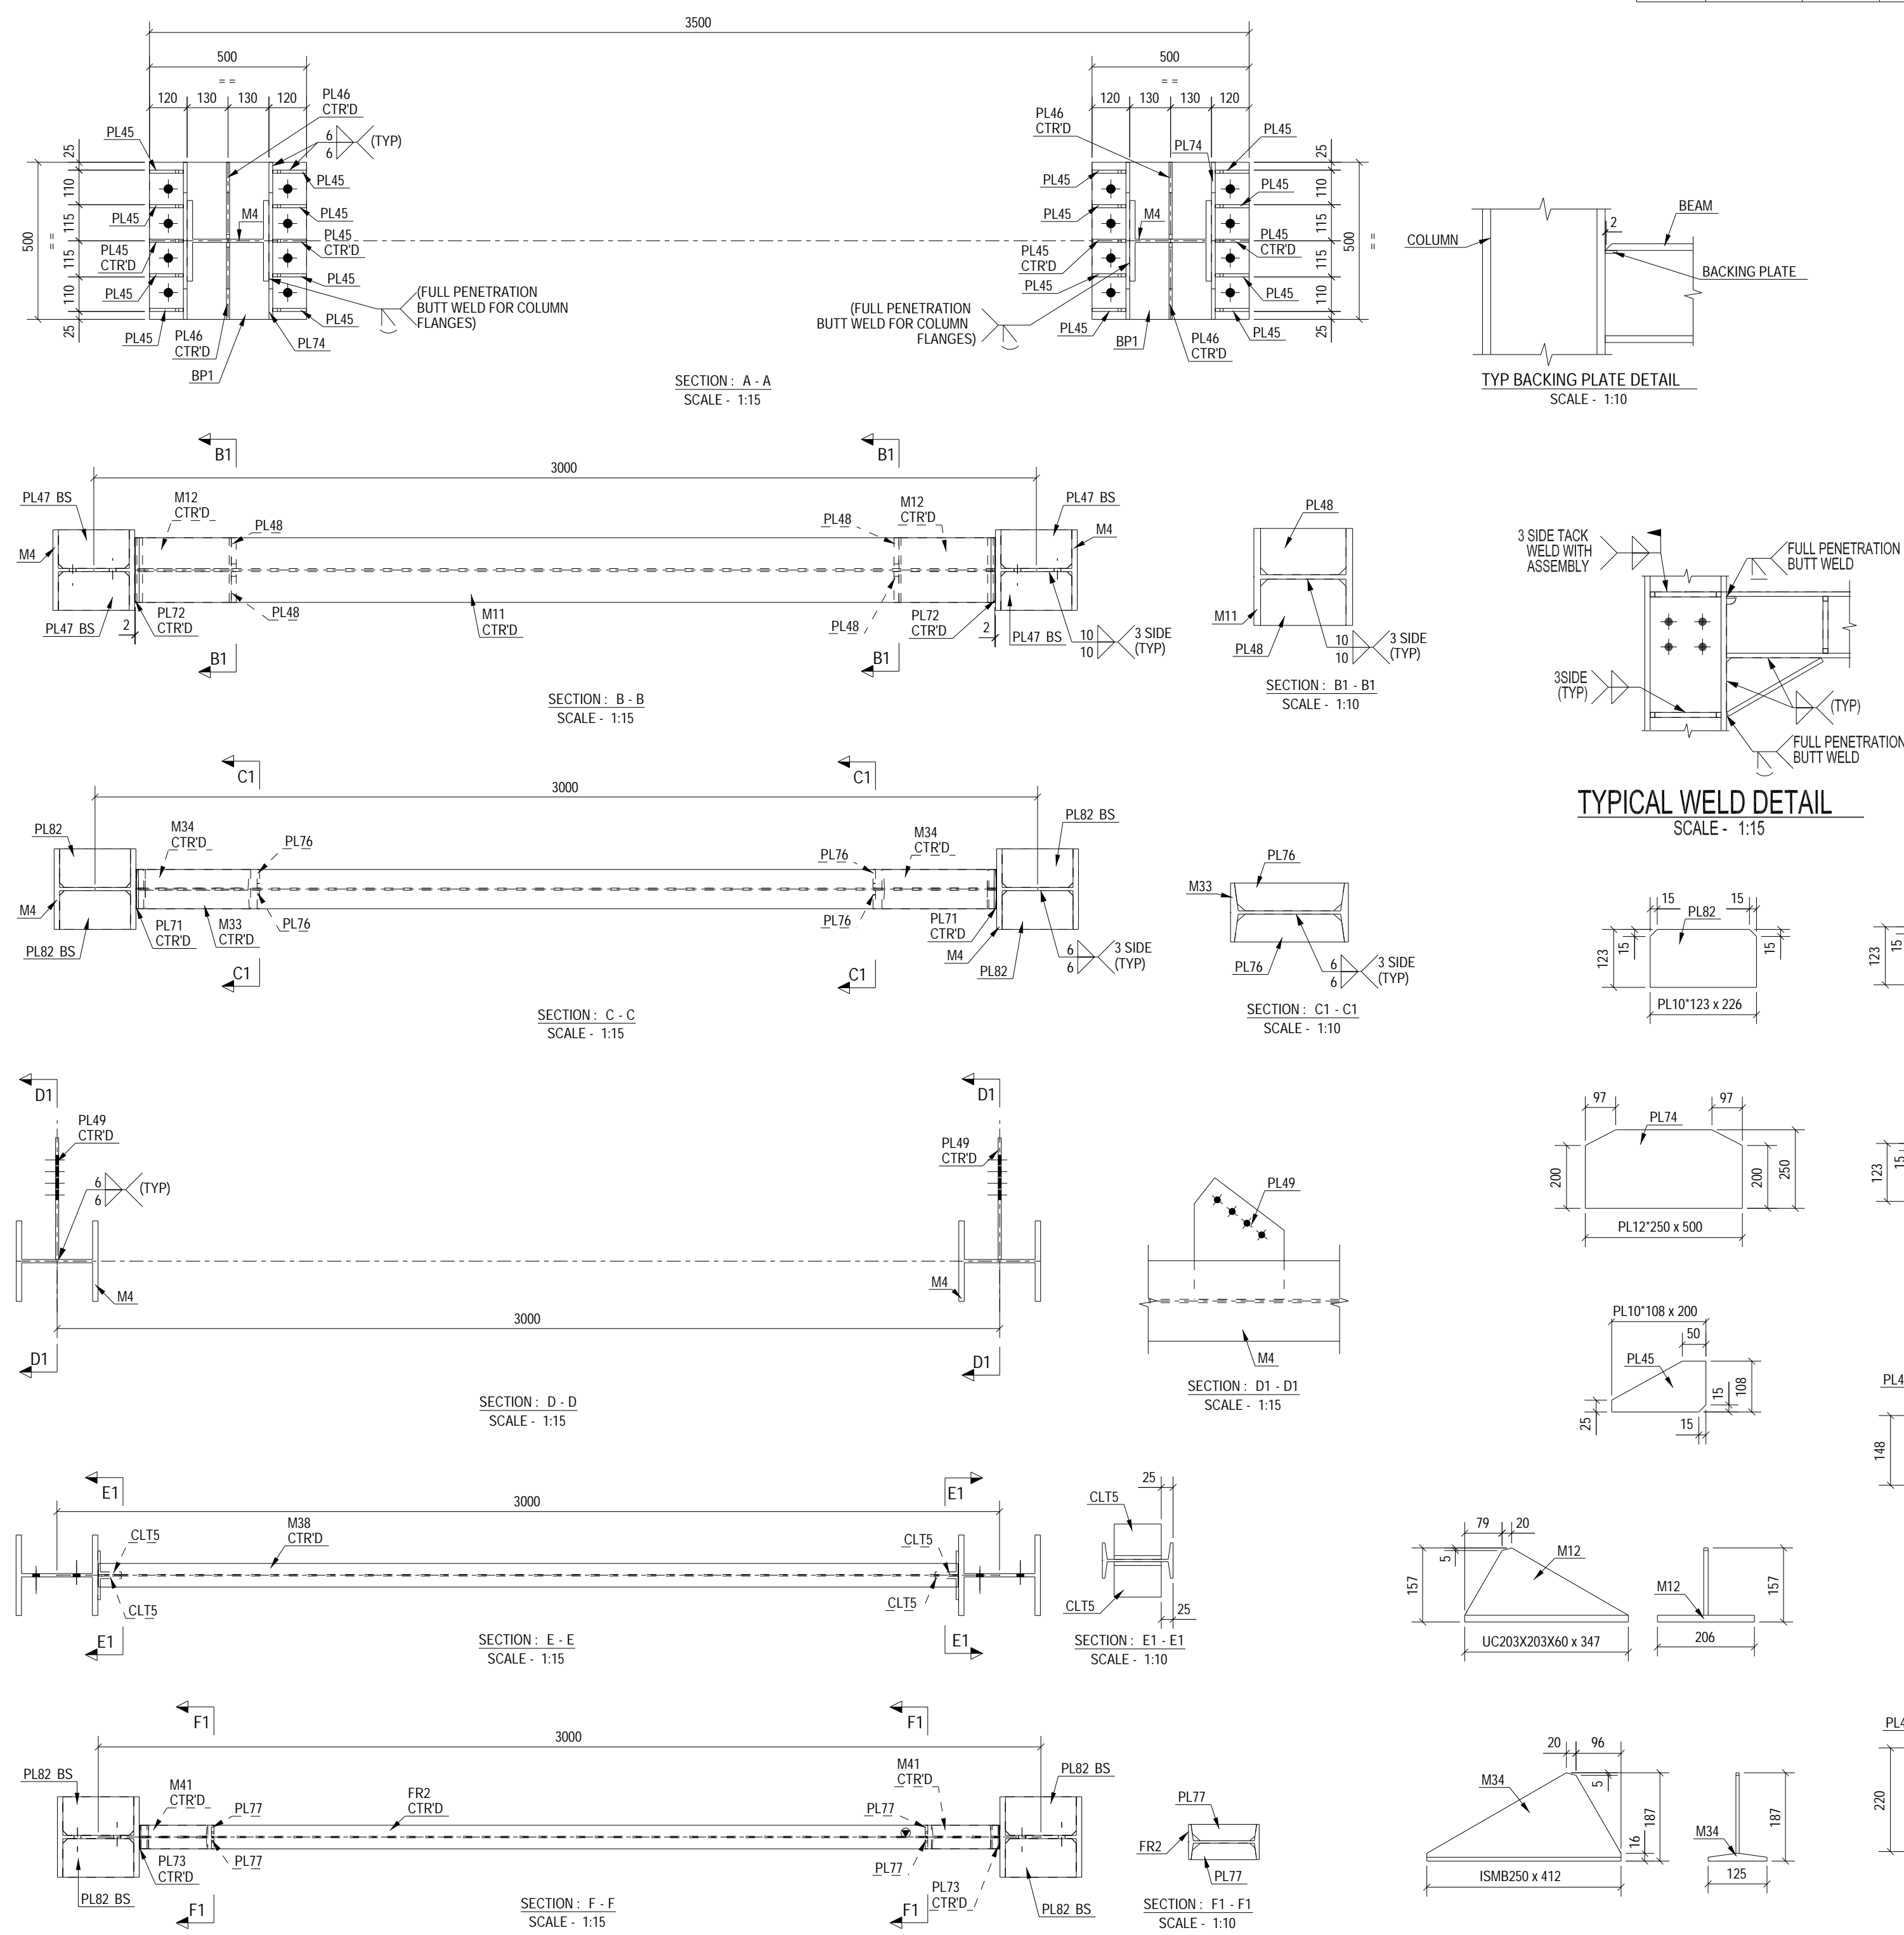 3500
500
= =
120
130
130
120
PL46
CTR'D
6
6
(TYP)
PL45
25
110
115
115
110
25
500
=
=
PL45
PL45
CTR'D
PL45
PL45
PL45
PL45
PL45
CTR'D
PL45
PL45
M4
PL46
CTR'D
BP1
PL74
(FULL PENETRATION
BUTT WELD FOR COLUMN
FLANGES)
500
= =
120
130
130
120
PL46
CTR'D
PL74
PL45
PL45
PL45
PL45
CTR'D
PL45
PL45
M4
PL45
PL45
CTR'D
PL45
PL45
25
110
115
115
110
25
500
=
=
(FULL PENETRATION
BUTT WELD FOR COLUMN
FLANGES)
BP1
PL46
CTR'D
SECTION : A - A
SCALE - 1:15
COLUMN
2
BEAM
BACKING PLATE
TYP BACKING PLATE DETAIL
SCALE - 1:10
B1
B1
3000
PL47 BS
M12
CTR'D
PL48
PL48
M12
CTR'D
PL47 BS
M4
M4
PL47 BS
2
PL72
CTR'D
PL48
M11
CTR'D
PL48
PL72
CTR'D
2
PL47 BS
10
10
3 SIDE
(TYP)
B1
B1
SECTION : B - B
SCALE - 1:15
PL48
M11
PL48
10
10
3 SIDE
(TYP)
SECTION : B1 - B1
SCALE - 1:10
3 SIDE TACK
WELD WITH
ASSEMBLY
FULL PENETRATION
BUTT WELD
3SIDE
(TYP)
(TYP)
FULL PENETRATION
BUTT WELD
TYPICAL WELD DETAIL
SCALE - 1:15
C1
C1
3000
PL82
M34
CTR'D
PL76
PL76
M34
CTR'D
PL82 BS
M4
PL82 BS
PL71
CTR'D
M33
CTR'D
PL76
PL76
PL71
CTR'D
M4
PL82
6
6
3 SIDE
(TYP)
C1
C1
SECTION : C - C
SCALE - 1:15
PL76
M33
PL76
6
6
3 SIDE
(TYP)
SECTION : C1 - C1
SCALE - 1:10
15
15
PL82
123
15
15
PL10*123 x 226
123
15
D1
D1
PL49
CTR'D
6
6
(TYP)
M4
PL49
CTR'D
M4
3000
D1
D1
SECTION : D - D
SCALE - 1:15
PL49
M4
SECTION : D1 - D1
SCALE - 1:15
97
97
PL74
200
200
250
PL12*250 x 500
123
15
PL10*108 x 200
50
PL45
25
15
15
108
148
E1
E1
3000
CLT5
M38
CTR'D
CLT5
CLT5
CLT5
E1
E1
SECTION : E - E
SCALE - 1:15
25
CLT5
CLT5
25
SECTION : E1 - E1
SCALE - 1:10
79
20
5
157
M12
UC203X203X60 x 347
M12
206
157
F1
F1
3000
PL82 BS
M41
CTR'D
PL77
FR2
CTR'D
PL77
M41
CTR'D
PL82 BS
PL82 BS
PL73
CTR'D
PL77
PL77
PL73
CTR'D
PL82 BS
F1
F1
SECTION : F - F
SCALE - 1:15
PL77
FR2
PL77
SECTION : F1 - F1
SCALE - 1:10
20
96
5
M34
16
187
ISMB250 x 412
M34
125
187
220